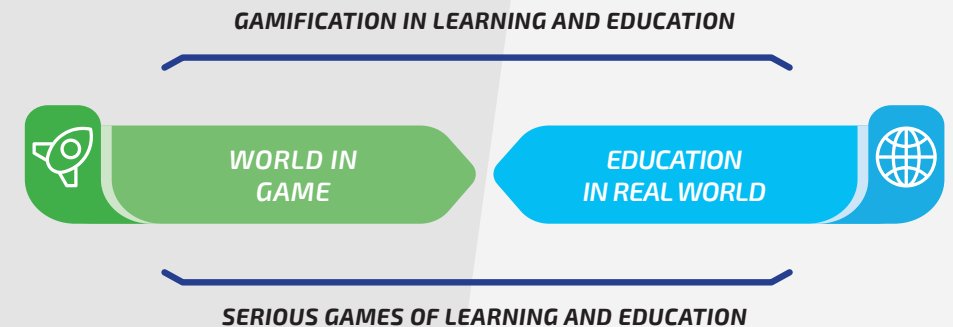 GAMIFICATION IN LEARNING AND EDUCATION
WORLD IN
GAME
EDUCATION
IN REAL WORLD
SERIOUS GAMES OF LEARNING AND EDUCATION